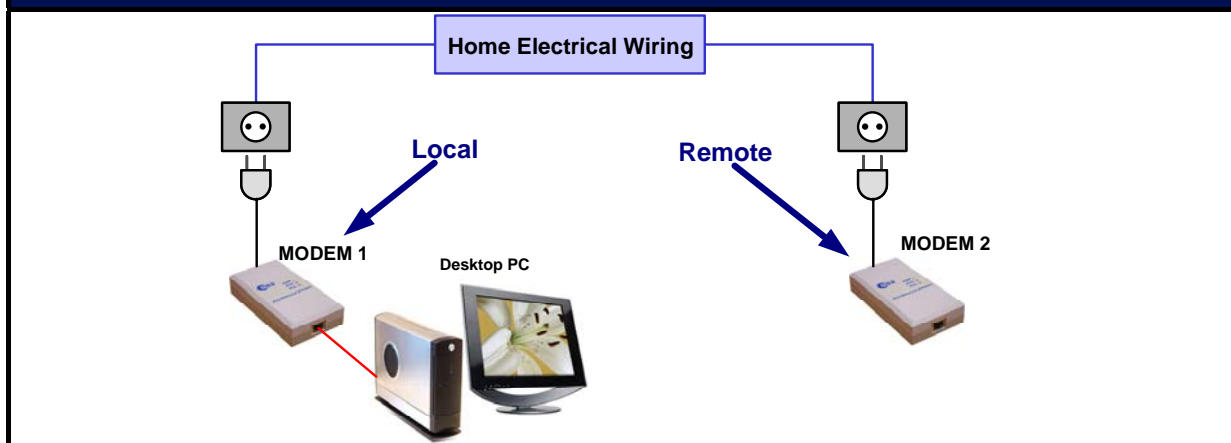 Home Electrical Wiring
Local
Remote
MODEM 1
MODEM 2
Desktop PC